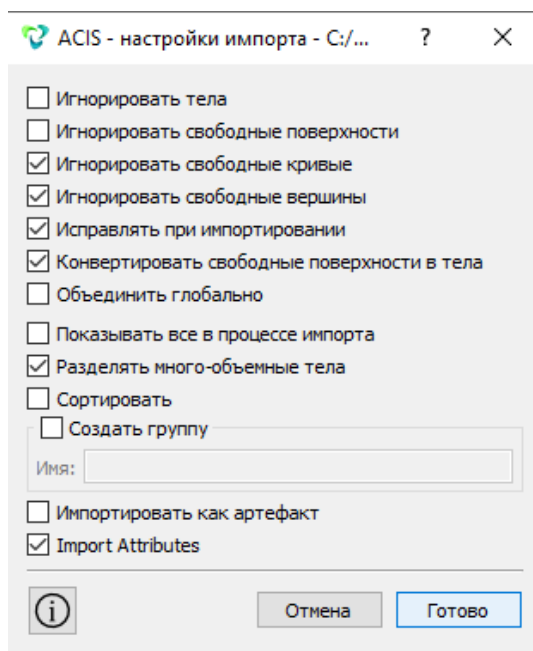 ACIS - настройки импорта - C:/... ? ×
Игнорировать тела
Игнорировать свободные поверхности
Игнорировать свободные кривые
Игнорировать свободные вершины
Исправлять при импортировании
Конвертировать свободные поверхности в тела
Объединить глобально
Показывать все в процессе импорта
Разделять много-объемные тела
Сортировать
Создать группу
Имя:
Импортировать как артефакт
Import Attributes
Отмена Готово